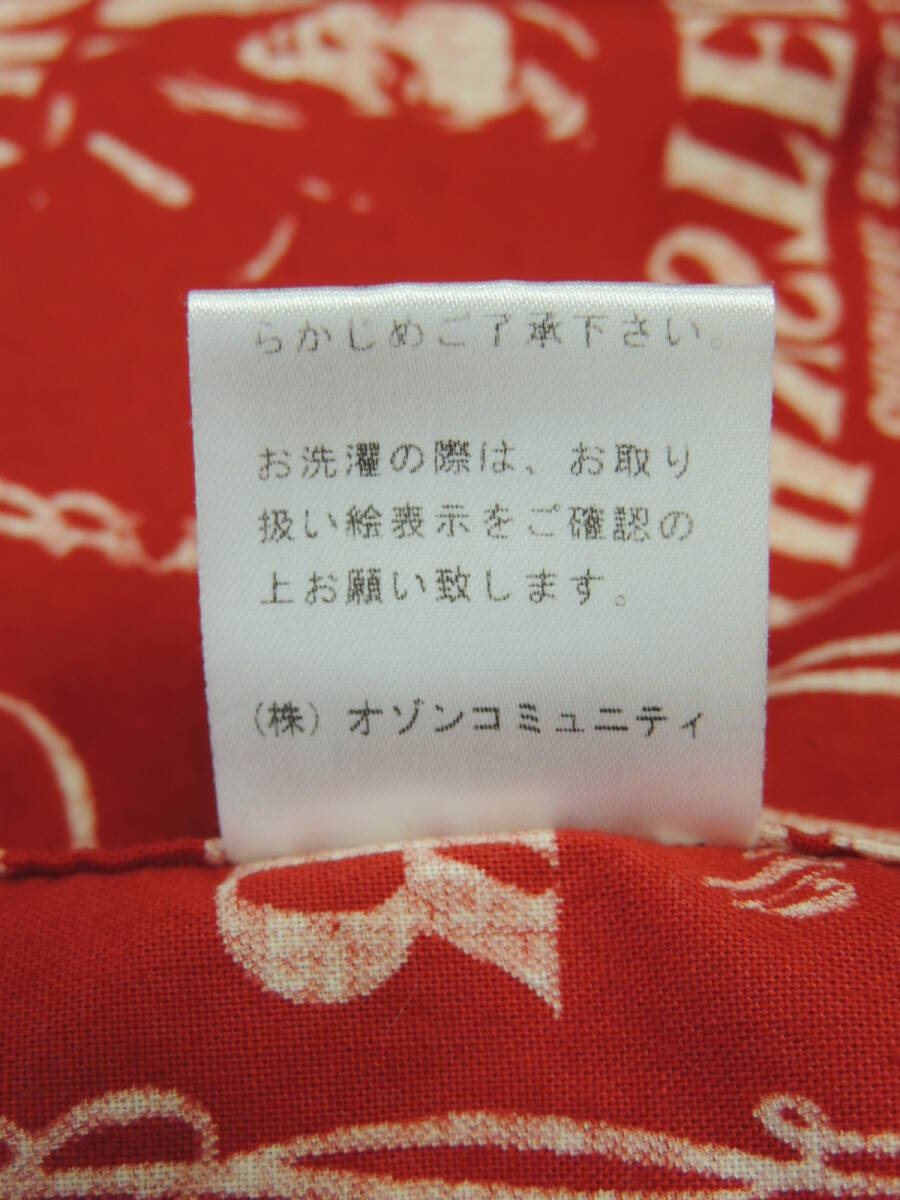 らかじめご了承下さい。
お洗濯の際は、お取り
扱い絵表示をご確認の
上お願い致します。
(株) オゾンコミュニティ